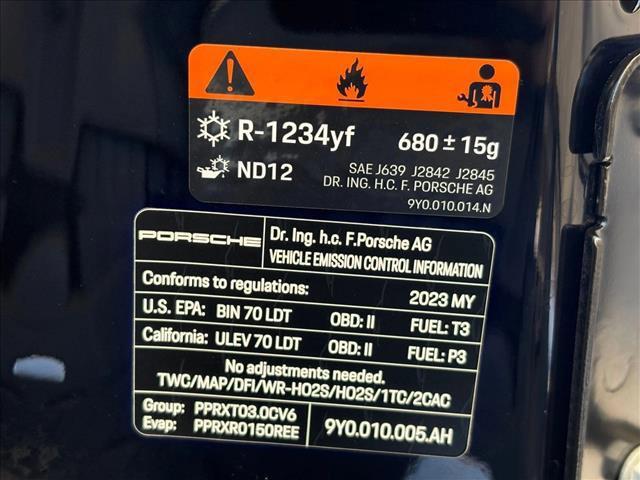 R-1234yf 680 ± 15g
ND12
SAE J639 J2842 J2845
DR. ING. H.C. F. PORSCHE AG
9Y0.010.014.N
PORSCHE
Dr. Ing. h.c. F.Porsche AG
VEHICLE EMISSION CONTROL INFORMATION
Conforms to regulations: 2023 MY
U.S. EPA: BIN 70 LDT OBD: II FUEL: T3
California: ULEV 70 LDT OBD: II FUEL: P3
No adjustments needed.
TWC/MAP/DFI/WR-HO2S/HO2S/1TC/2CAC
Group: PPRXT03.0CV6
Evap: PPRXR0150REE
9Y0.010.005.AH